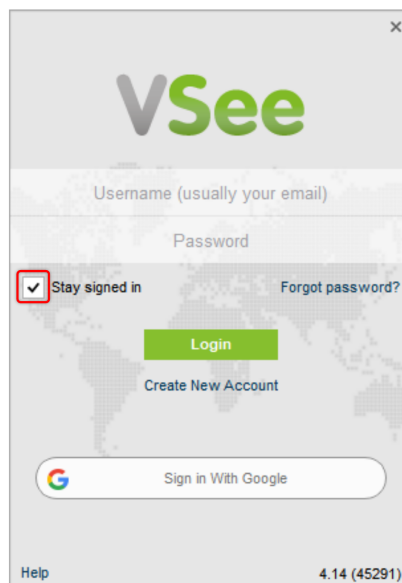 VSee
Username (usually your email)
Password
Stay signed in Forgot password?
Login
Create New Account
Sign in With Google
Help 4.14 (45291)